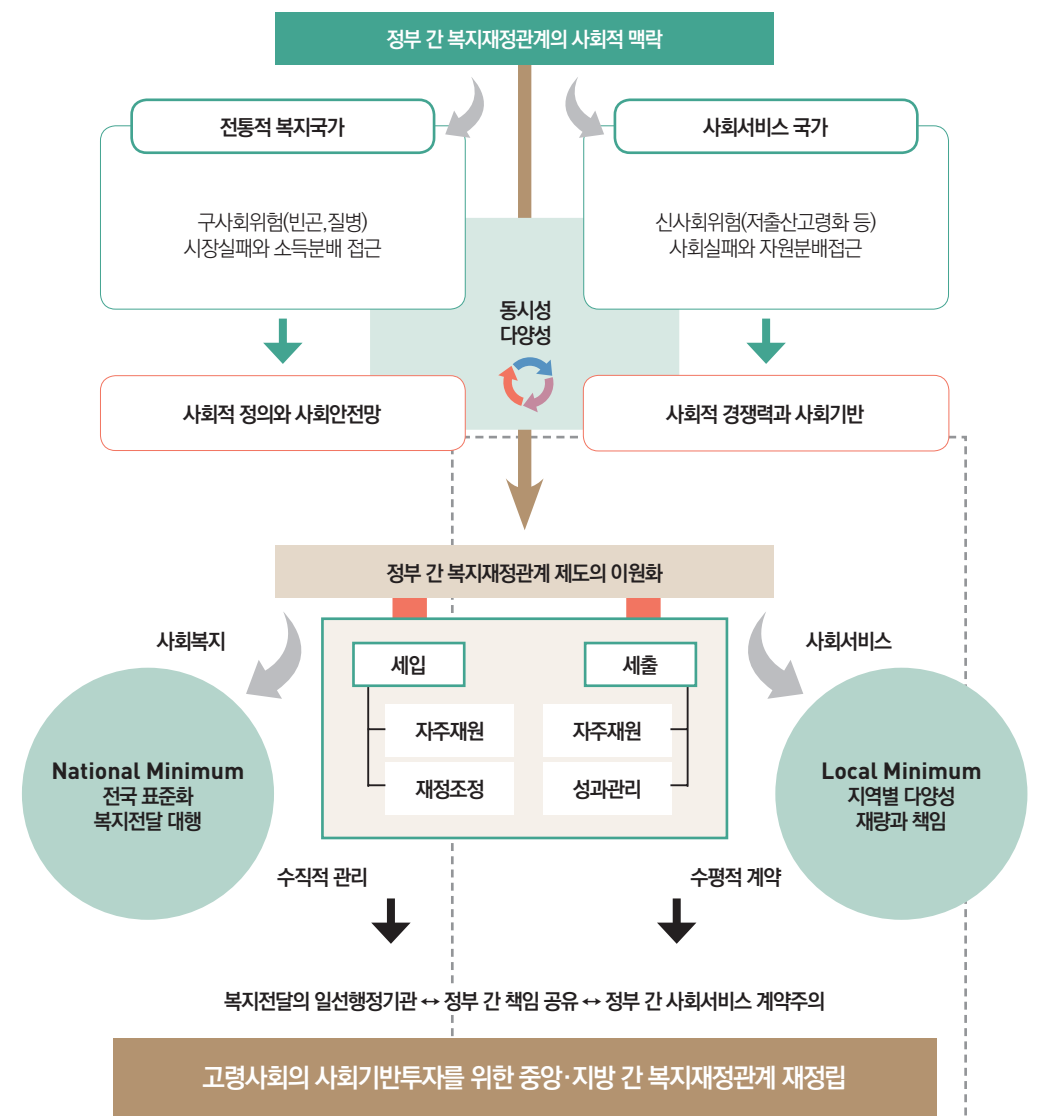 정부 간 복지재정관계의 사회적 맥락
전통적 복지국가
사회서비스 국가
구사회위험(빈곤,질병)
시장실패와 소득분배 접근
신사회위험(저출산고령화 등)
사회실패와 자원분배접근
동시성
다양성
사회적 정의와 사회안전망
사회적 경쟁력과 사회기반
정부 간 복지재정관계 제도의 이원화
사회복지
사회서비스
세입
세출
자주재원
자주재원
재정조정
성과관리
National Minimum
전국 표준화
복지전달 대행
Local Minimum
지역별 다양성
재량과 책임
수직적 관리
수평적 계약
복지전달의 일선행정기관 ↔ 정부 간 책임 공유 ↔ 정부 간 사회서비스 계약주의
고령사회의 사회기반투자를 위한 중앙·지방 간 복지재정관계 재정립